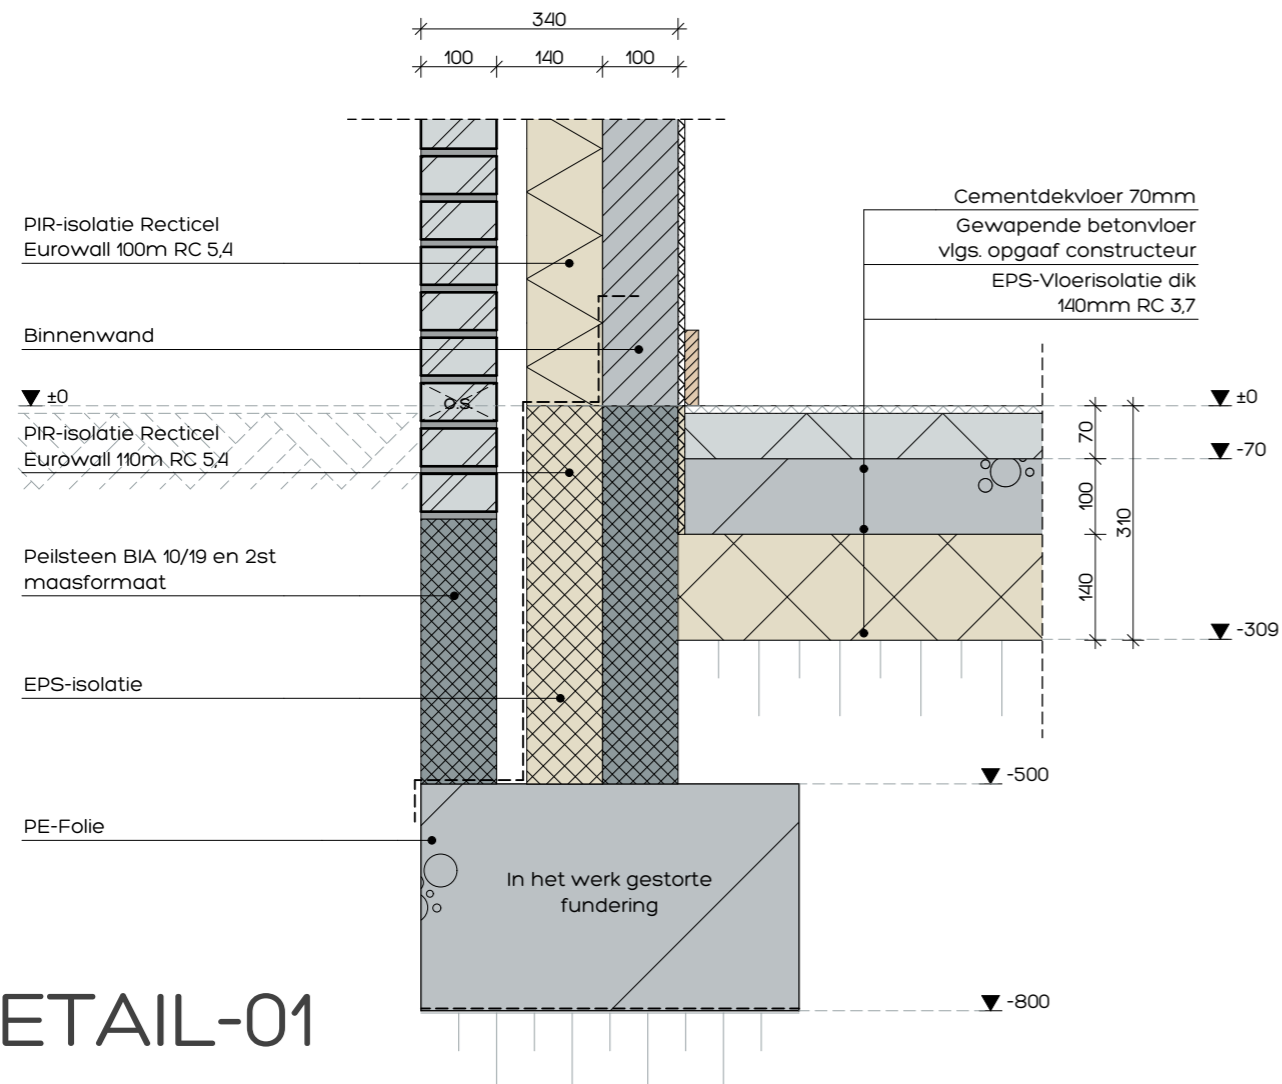 340
100
140
100
PIR-isolatie Recticel
Eurowall 100m RC 5,4
Binnenwand
±0
PIR-isolatie Recticel
Eurowall 110m RC 5,4
Peilsteen BIA 10/19 en 2st
maasformaat
EPS-isolatie
PE-Folie
o.s.
Cementdekvloer 70mm
Gewapende betonvloer
vlgs. opgaaf constructeur
EPS-Vloerisolatie dik
140mm RC 3,7
±0
-70
70
100
310
140
-309
-500
In het werk gestorte
fundering
-800
ETAIL-01